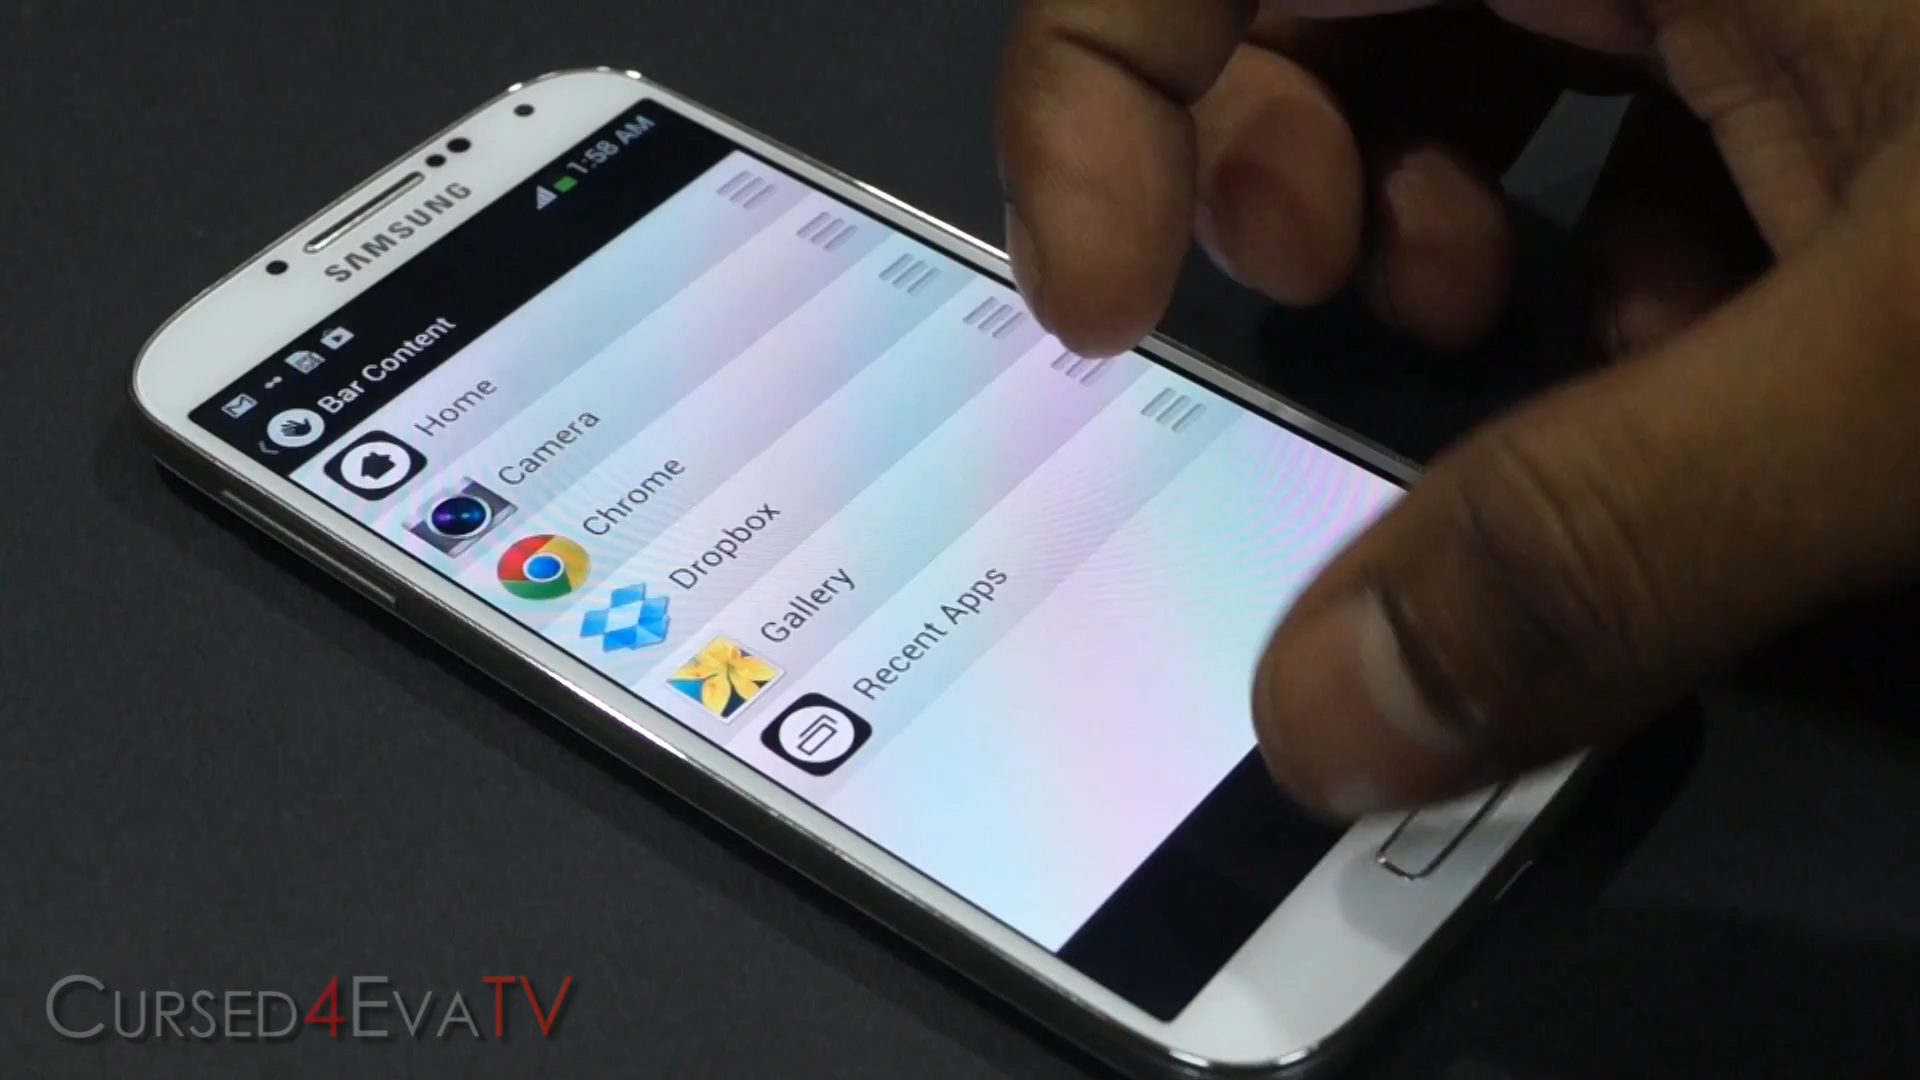 SAMSUNG
1:58 AM
Bar Content
Home
Camera
Chrome
Dropbox
Gallery
Recent Apps
CURSED4EVATV